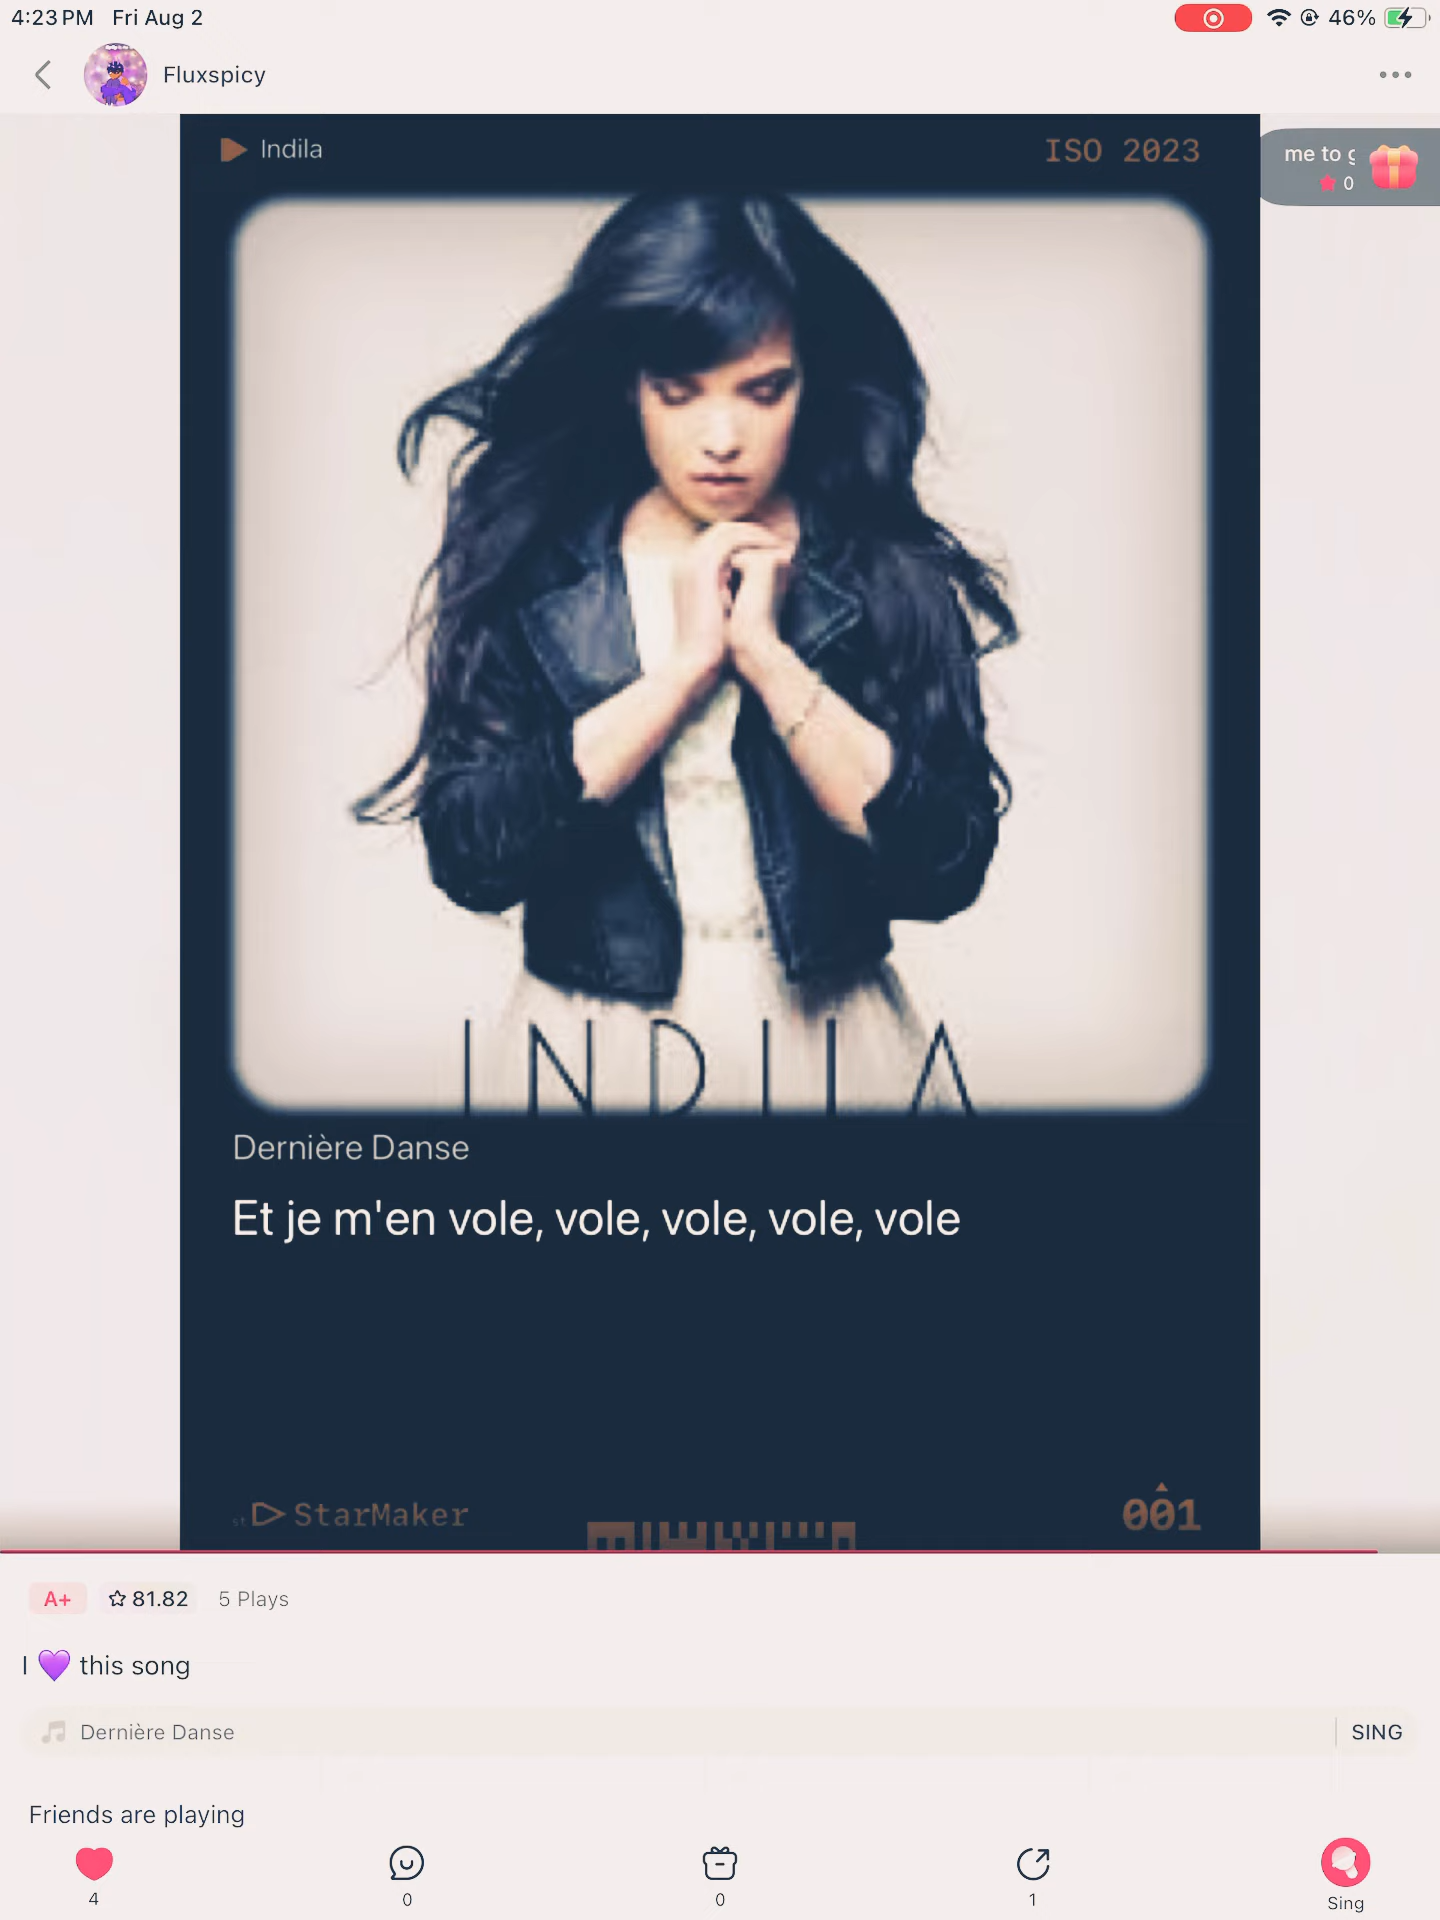 4:23 PM Fri Aug 2
46%
Fluxspicy
Indila
ISO 2023
me to
0
INDILA
Dernière Danse
Et je m'en vole, vole, vole, vole, vole
st StarMaker
001
A+ 81.82 5 Plays
I 💜 this song
Dernière Danse
SING
Friends are playing
4
0
0
1
Sing